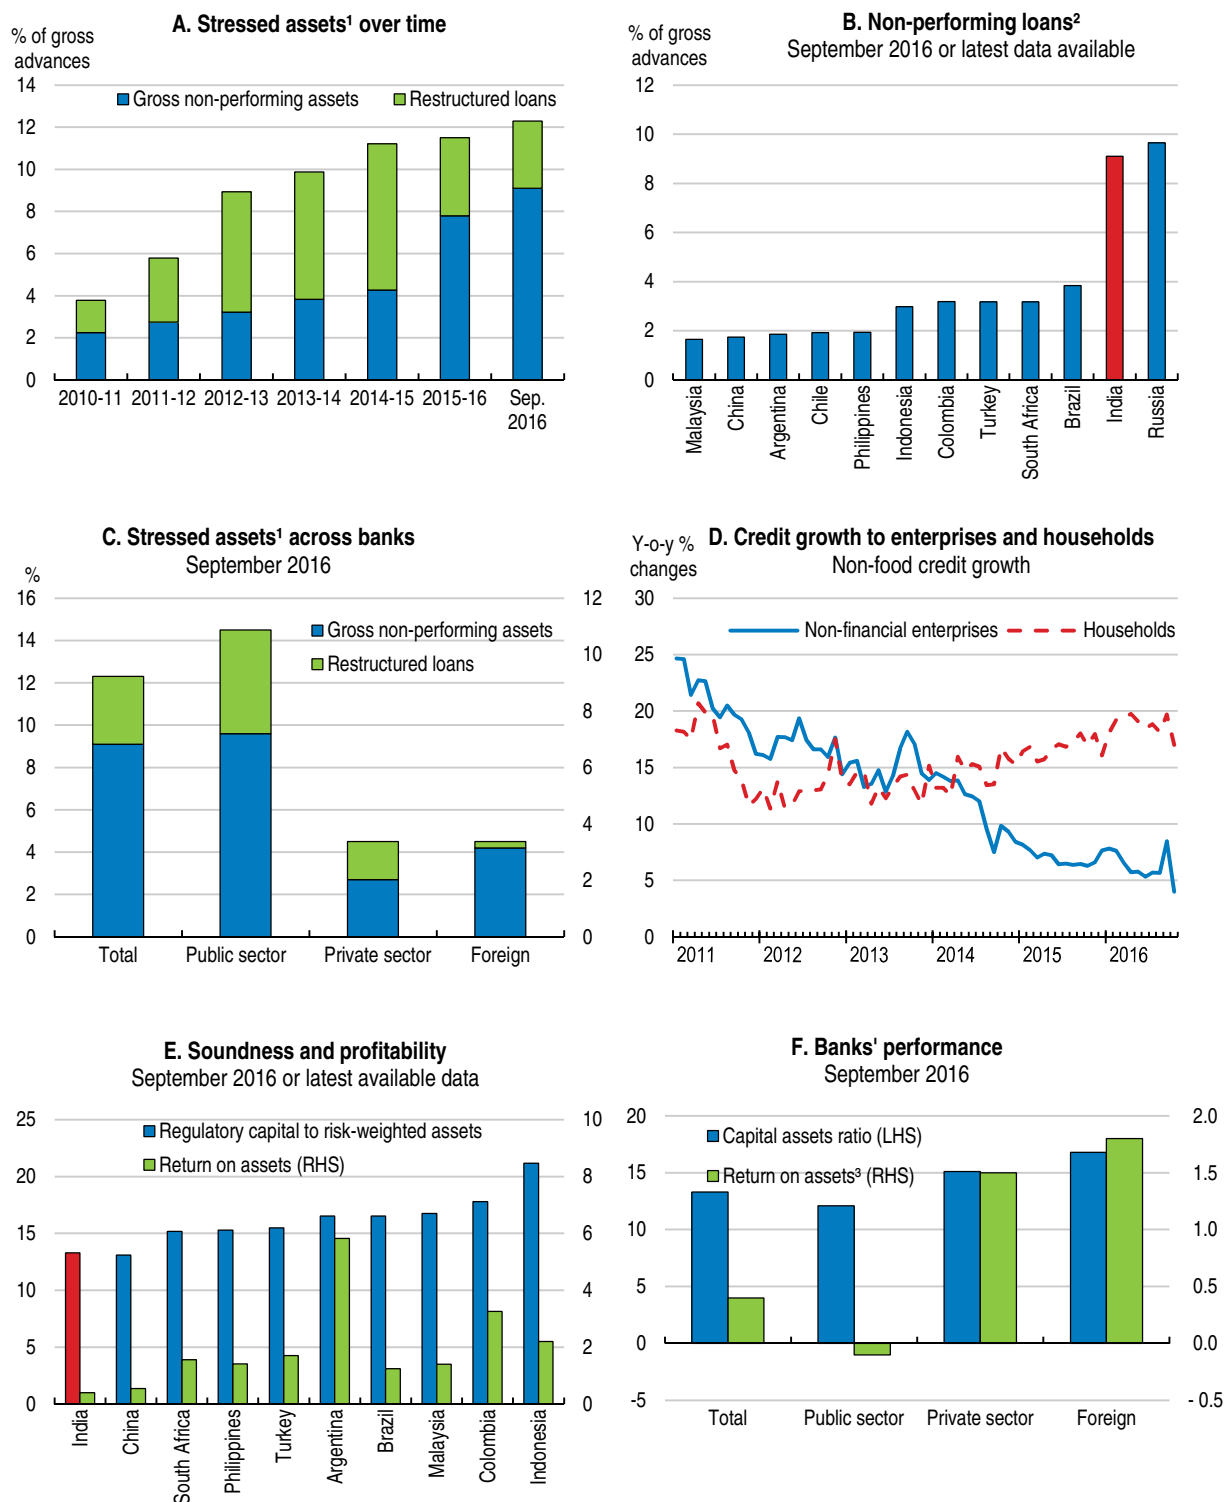 A. Stressed assets¹ over time
% of gross
advances
14
12
10
8
6
4
2
0
Gross non-performing assets
Restructured loans
2010-11
2011-12
2012-13
2013-14
2014-15
2015-16
Sep.
2016
B. Non-performing loans²
September 2016 or latest data available
% of gross
advances
12
10
8
6
4
2
0
Malaysia
China
Argentina
Chile
Philippines
Indonesia
Colombia
Turkey
South Africa
Brazil
India
Russia
C. Stressed assets¹ across banks
September 2016
%
16
14
12
10
8
6
4
2
0
12
10
8
6
4
2
0
Gross non-performing assets
Restructured loans
Total
Public sector
Private sector
Foreign
D. Credit growth to enterprises and households
Non-food credit growth
Y-o-y %
changes
30
25
20
15
10
5
0
Non-financial enterprises
Households
2011
2012
2013
2014
2015
2016
E. Soundness and profitability
September 2016 or latest available data
25
20
15
10
5
0
10
8
6
4
2
0
Regulatory capital to risk-weighted assets
Return on assets (RHS)
India
China
South Africa
Philippines
Turkey
Argentina
Brazil
Malaysia
Colombia
Indonesia
F. Banks' performance
September 2016
20
15
10
5
0
-5
2.0
1.5
1.0
0.5
0.0
- 0.5
Capital assets ratio (LHS)
Return on assets³ (RHS)
Total
Public sector
Private sector
Foreign